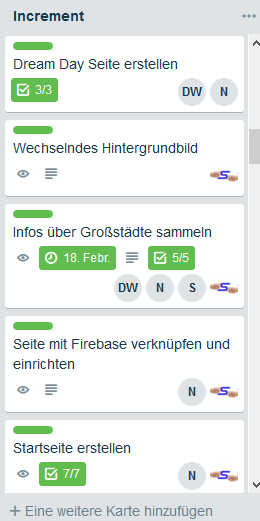 Increment
Dream Day Seite erstellen
3/3
DW N
Wechselndes Hintergrundbild
S
Infos über Großstädte sammeln
18. Febr. 5/5
DW N S S
Seite mit Firebase verknüpfen und
einrichten
N S
Startseite erstellen
7/7
N S
+ Eine weitere Karte hinzufügen